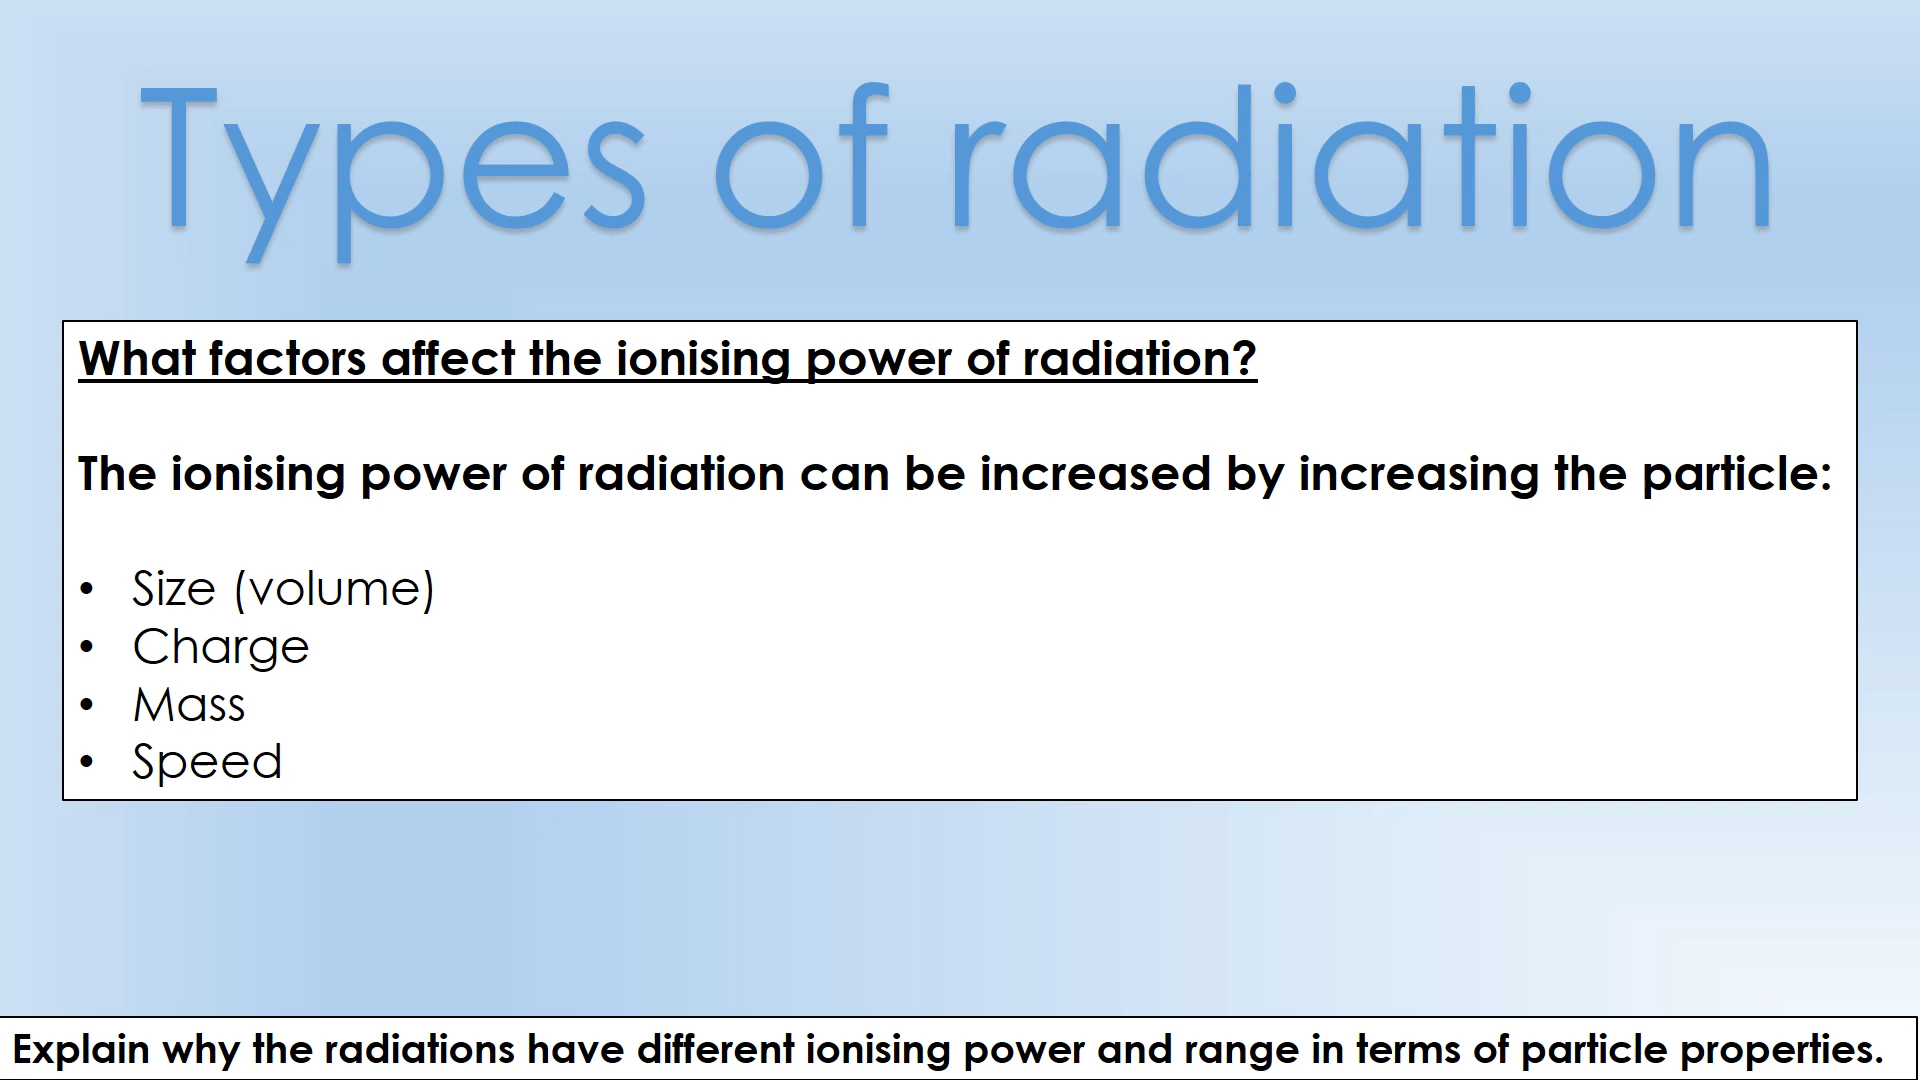 Types of radiation
What factors affect the ionising power of radiation?
The ionising power of radiation can be increased by increasing the particle:
• Size (volume)
• Charge
• Mass
• Speed
Explain why the radiations have different ionising power and range in terms of particle properties.